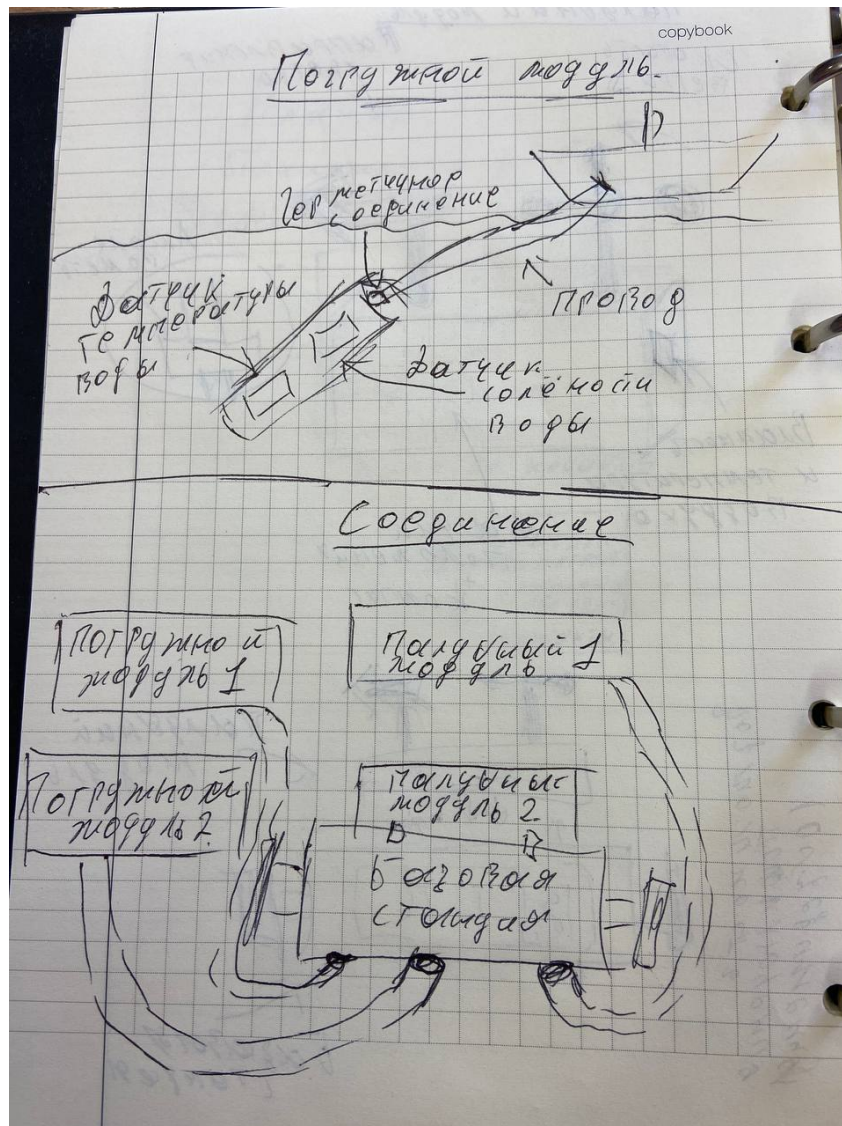 copybook
Погружной модуль.
Герметичное
соединение
Датчик
температуры
воды
Провод
Датчик
солёности
воды
Соединение
Погружной
модуль 1
Палубный 1
модуль
Погружной
модуль 2
Палубный
модуль 2
Базовая
станция